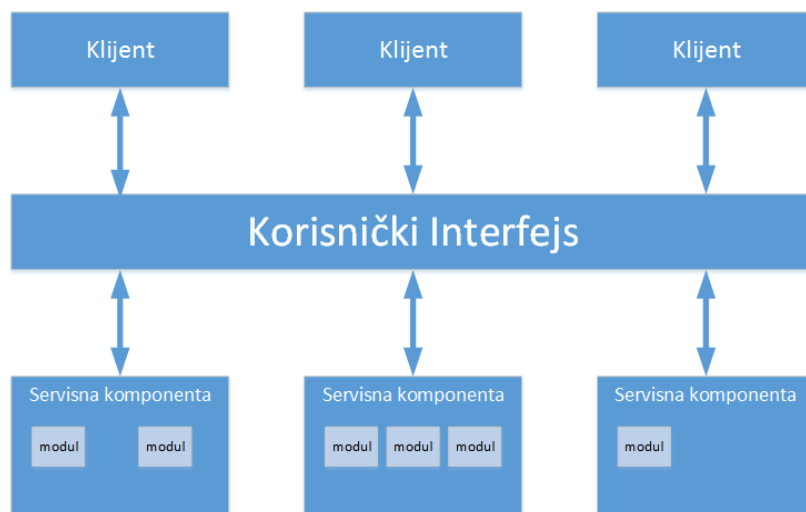 Klijent
Klijent
Klijent
Korisnički Interfejs
Servisna komponenta
modul
modul
Servisna komponenta
modul
modul
modul
Servisna komponenta
modul